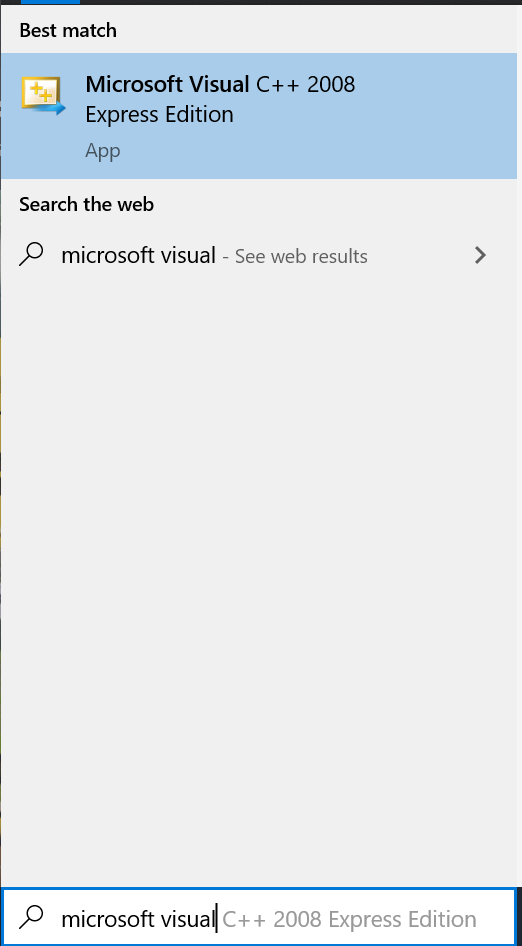 Best match
Microsoft Visual C++ 2008
Express Edition
App
Search the web
microsoft visual - See web results
microsoft visual C++ 2008 Express Edition